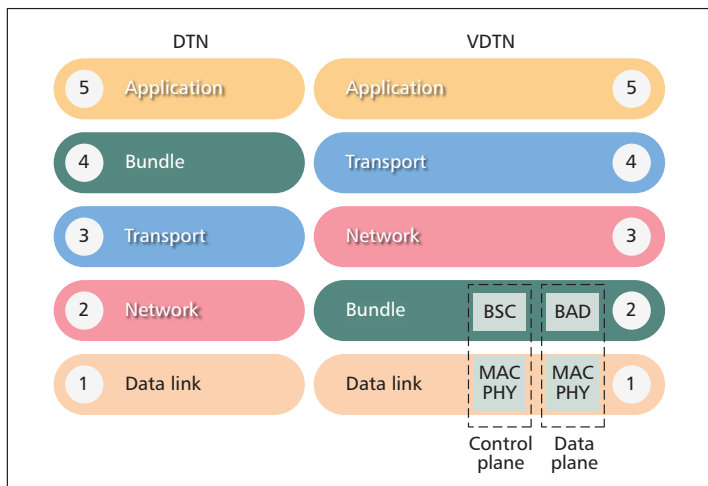 DTN VDTN
5 Application Application 5
4 Bundle Transport 4
3 Transport Network 3
2 Network Bundle BSC BAD 2
1 Data link Data link MAC PHY MAC PHY 1
Control plane Data plane